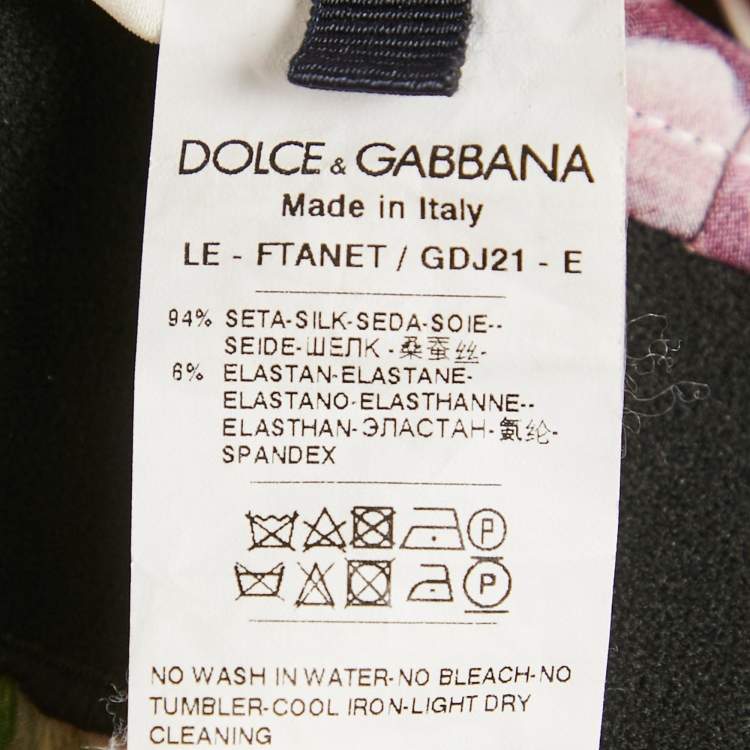 DOLCE & GABBANA
Made in Italy
LE - FTANET / GDJ21 - E
94% SETA-SILK-SEDA-SOIE--
SEIDE-ШЕЛК -桑蚕丝-
6% ELASTAN-ELASTANE-
ELASTANO-ELASTHANNE--
ELASTHAN-ЭЛАСТАН-氨纶-
SPANDEX
P
P
NO WASH IN WATER-NO BLEACH-NO
TUMBLER-COOL IRON-LIGHT DRY
CLEANING